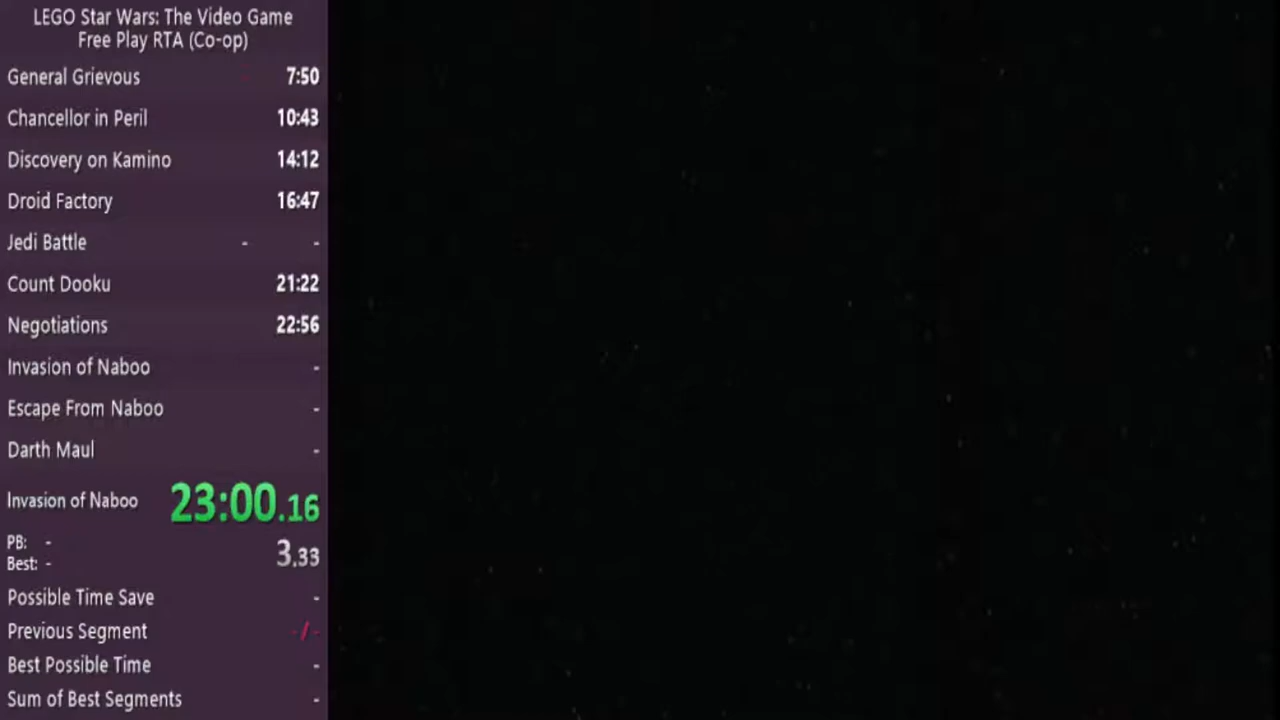 LEGO Star Wars: The Video Game
Free Play RTA (Co-op)
General Grievous - 7:50
Chancellor in Peril 10:43
Discovery on Kamino 14:12
Droid Factory 16:47
Jedi Battle - -
Count Dooku 21:22
Negotiations 22:56
Invasion of Naboo -
Escape From Naboo -
Darth Maul -
Invasion of Naboo 23:00.16
PB: -
Best: - 3.33
Possible Time Save -
Previous Segment - / -
Best Possible Time -
Sum of Best Segments -